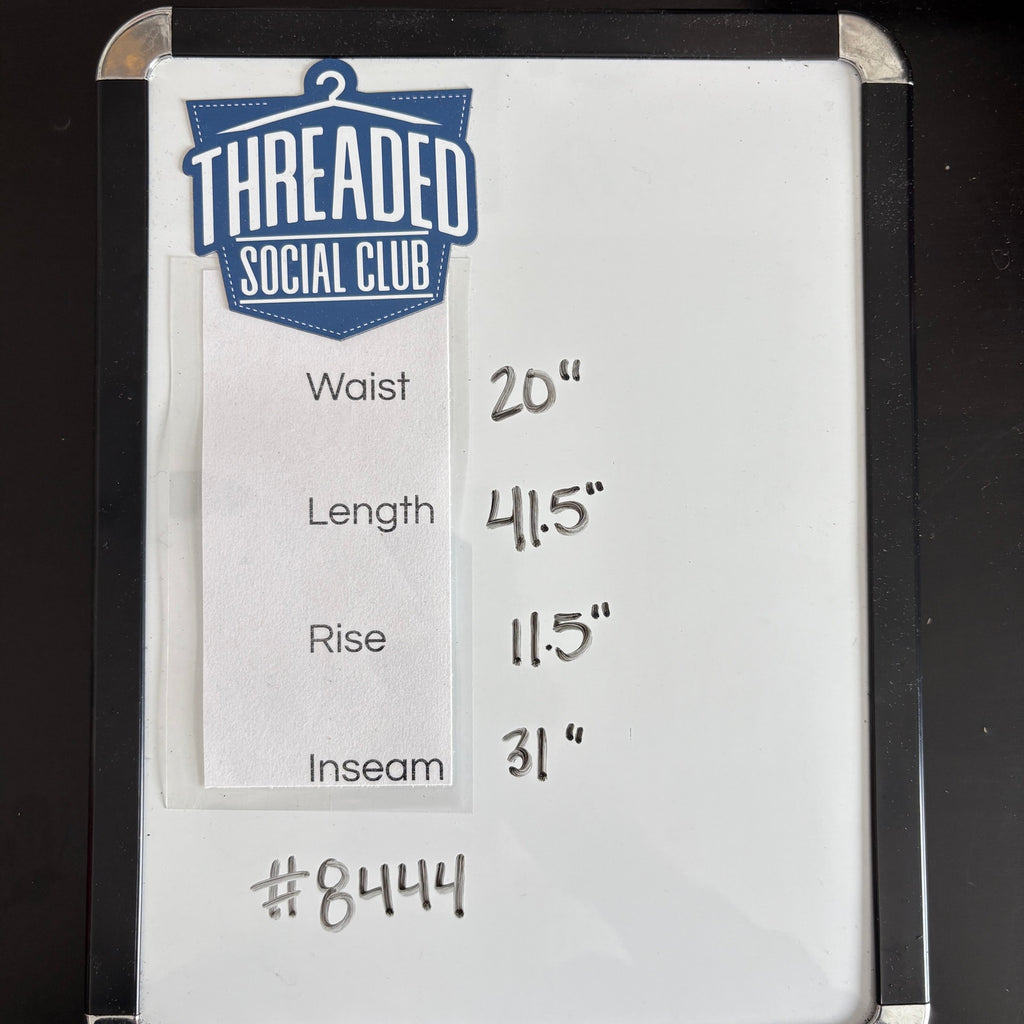 THREADED
SOCIAL CLUB
Waist 20"
Length 41.5"
Rise 11.5"
Inseam 31"
#8444